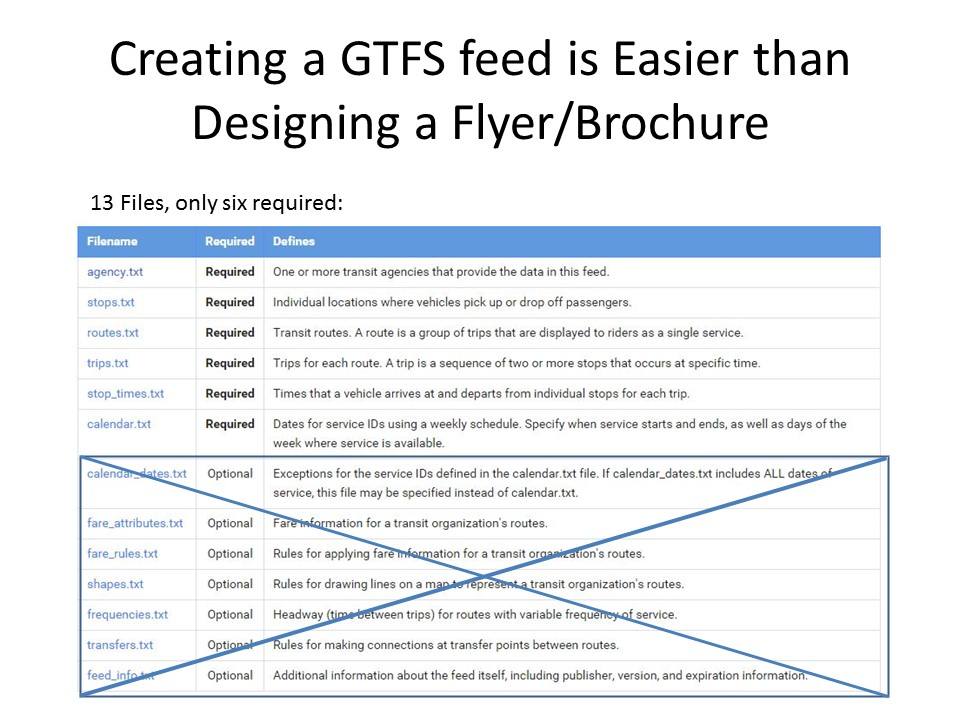 Creating a GTFS feed is Easier than
Designing a Flyer/Brochure
13 Files, only six required:
Filename Required Defines
agency.txt Required One or more transit agencies that provide the data in this feed.
stops.txt Required Individual locations where vehicles pick up or drop off passengers.
routes.txt Required Transit routes. A route is a group of trips that are displayed to riders as a single service.
trips.txt Required Trips for each route. A trip is a sequence of two or more stops that occurs at specific time.
stop_times.txt Required Times that a vehicle arrives at and departs from individual stops for each trip.
calendar.txt Required Dates for service IDs using a weekly schedule. Specify when service starts and ends, as well as days of the
week where service is available.
calendar_dates.txt Optional Exceptions for the service IDs defined in the calendar.txt file. If calendar_dates.txt includes ALL dates of
service, this file may be specified instead of calendar.txt.
fare_attributes.txt Optional Fare information for a transit organization's routes.
fare_rules.txt Optional Rules for applying fare information for a transit organization's routes.
shapes.txt Optional Rules for drawing lines on a map to represent a transit organization's routes.
frequencies.txt Optional Headway (time between trips) for routes with variable frequency of service.
transfers.txt Optional Rules for making connections at transfer points between routes.
feed_info.txt Optional Additional information about the feed itself, including publisher, version, and expiration information.